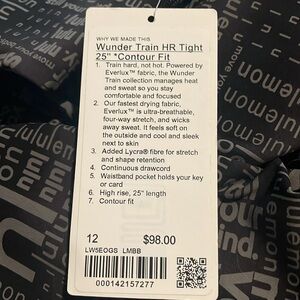 WHY WE MADE THIS
Wunder Train HR Tight
25" *Contour Fit
1. Train hard, not hot. Powered by
Everlux™ fabric, the Wunder
Train collection manages heat
and sweat so you stay
comfortable and focused
2. Our fastest drying fabric,
Everlux™ is ultra-breathable,
four-way stretch, and wicks
away sweat. It feels soft on
the outside and cool and sleek
next to skin
3. Added Lycra® fibre for stretch
and shape retention
4. Continuous drawcord
5. Waistband pocket holds your key
or card
6. High rise, 25" length
7. Contour fit
12 $98.00
LW5EOGS LMBB
000142157277
lulu
lemon